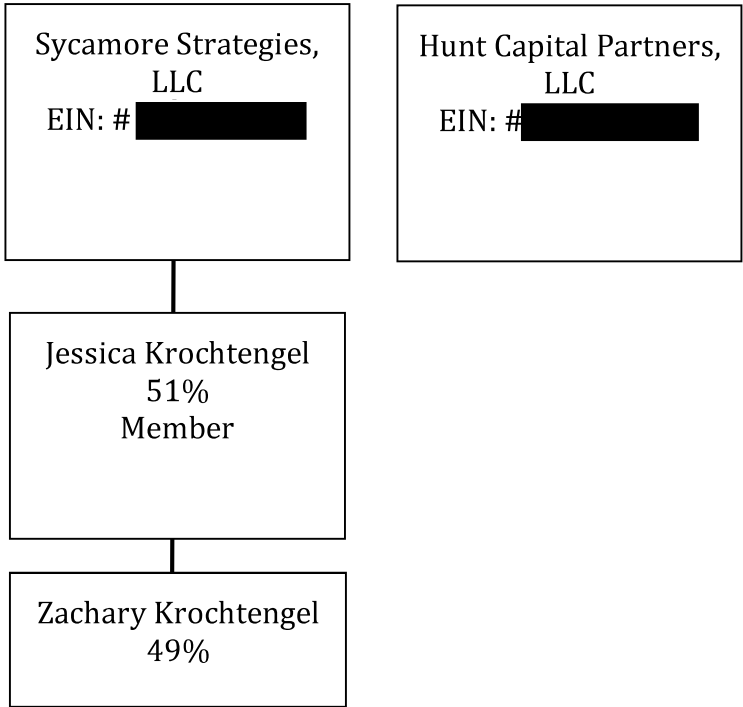 Sycamore Strategies,
LLC
EIN: #
Hunt Capital Partners,
LLC
EIN: #
Jessica Krochtengel
51%
Member
Zachary Krochtengel
49%